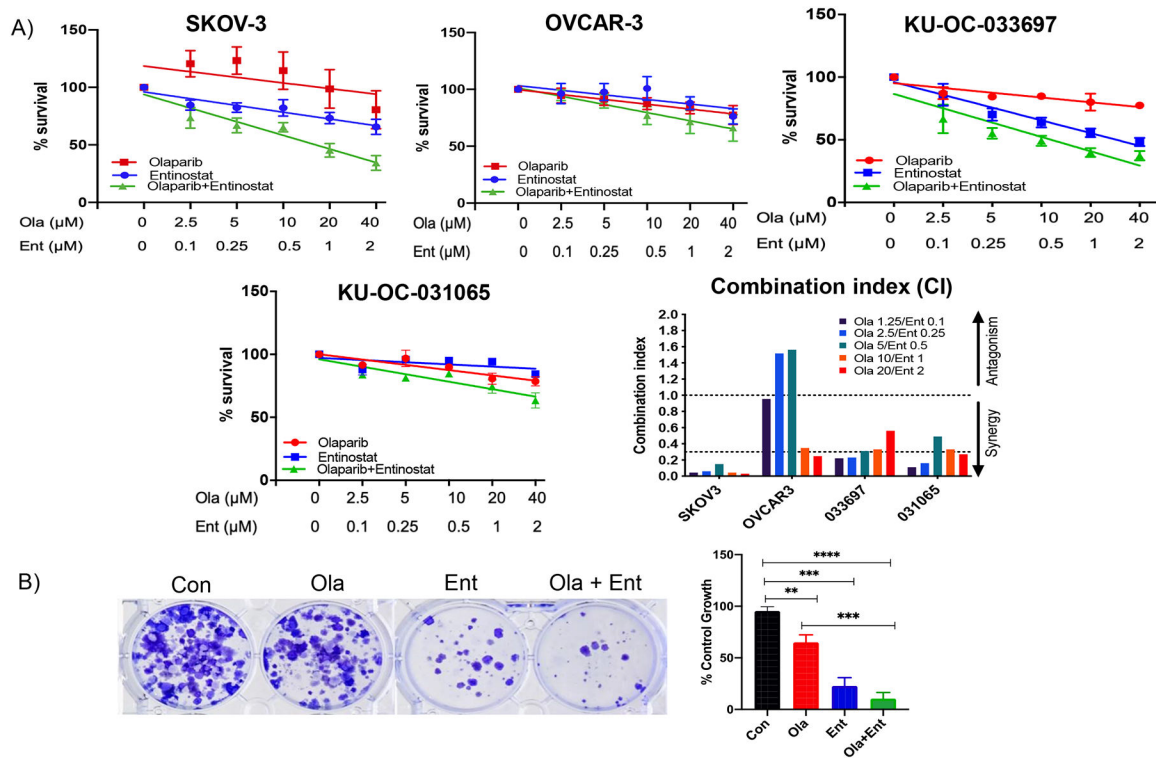 A)
SKOV-3
150
100
50
0
% survival
Olaparib
Entinostat
Olaparib+Entinostat
Ola (µM) 0 2.5 5 10 20 40
Ent (µM) 0 0.1 0.25 0.5 1 2
OVCAR-3
150
100
50
0
% survival
Olaparib
Entinostat
Olaparib+Entinostat
0 2.5 5 10 20 40
Ent (µM) 0 0.1 0.25 0.5 1 2
KU-OC-033697
150
100
50
0
% survival
Olaparib
Entinostat
Olaparib+Entinostat
Ola (µM) 0 2.5 5 10 20 40
Ent (µM) 0 0.1 0.25 0.5 1 2
KU-OC-031065
150
100
50
0
% survival
Olaparib
Entinostat
Olaparib+Entinostat
Ola (µM) 0 2.5 5 10 20 40
Ent (µM) 0 0.1 0.25 0.5 1 2
Combination index (CI)
2.0
1.8
1.6
1.4
1.2
1.0
0.8
0.6
0.4
0.2
0.0
Combination index
Ola 1.25/Ent 0.1
Ola 2.5/Ent 0.25
Ola 5/Ent 0.5
Ola 10/Ent 1
Ola 20/Ent 2
Antagonism
Synergy
SKOV3
OVCAR3
033697
031065
B)
Con Ola Ent Ola + Ent
150
100
50
0
% Control Growth
****
***
**
***
Con
Ola
Ent
Ola+Ent